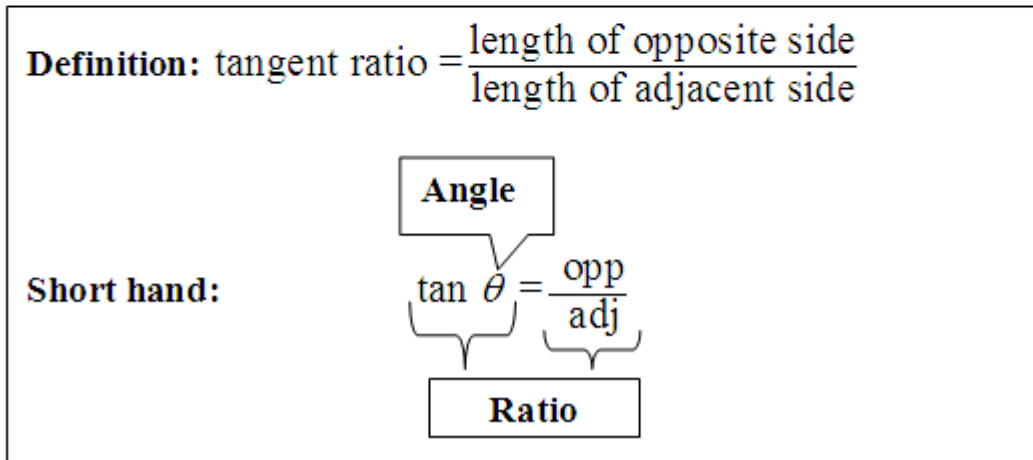 Definition: tangent ratio = length of opposite side / length of adjacent side
Angle
Short hand: tan θ = opp / adj
Ratio